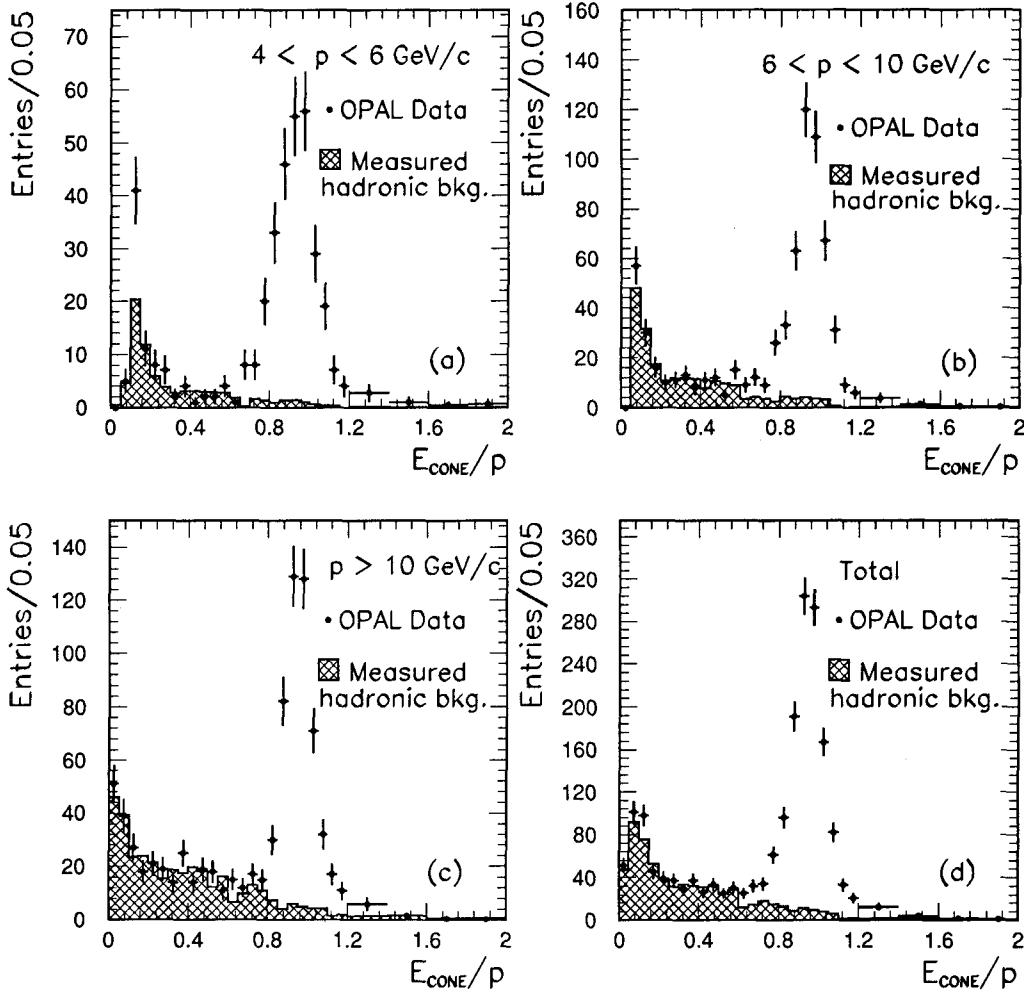 Entries/0.05
70
60
50
40
30
20
10
0
4 < p < 6 GeV/c
OPAL Data
Measured
hadronic bkg.
(a)
0 0.4 0.8 1.2 1.6 2
E_CONE/p
Entries/0.05
160
140
120
100
80
60
40
20
0
6 < p < 10 GeV/c
OPAL Data
Measured
hadronic bkg.
(b)
0 0.4 0.8 1.2 1.6 2
E_CONE/p
Entries/0.05
140
120
100
80
60
40
20
0
p > 10 GeV/c
OPAL Data
Measured
hadronic bkg.
(c)
0 0.4 0.8 1.2 1.6 2
E_CONE/p
Entries/0.05
360
320
280
240
200
160
120
80
40
0
Total
OPAL Data
Measured
hadronic bkg.
(d)
0 0.4 0.8 1.2 1.6 2
E_CONE/p